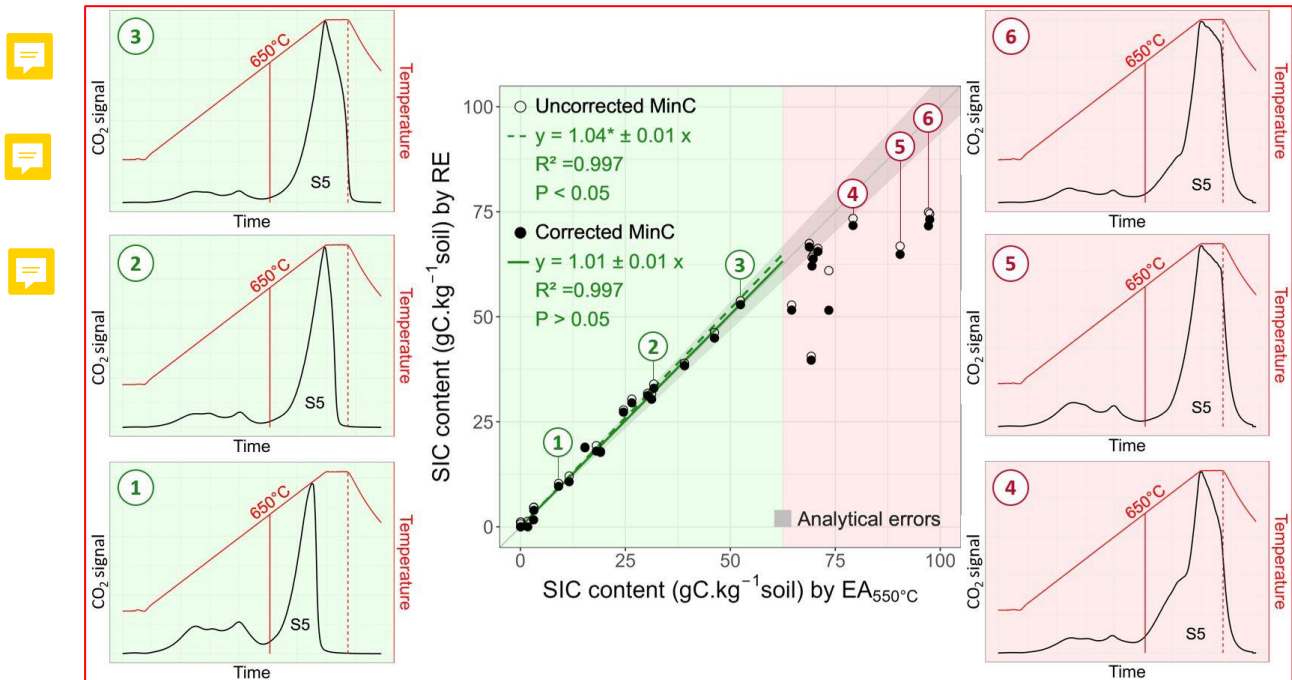 3
650°C
S5
CO₂ signal
Temperature
Time
2
650°C
S5
CO₂ signal
Temperature
Time
1
650°C
S5
CO₂ signal
Temperature
Time
SIC content (gC.kg⁻¹soil) by RE
100
75
50
25
0
○ Uncorrected MinC
y = 1.04* ± 0.01 x
R² =0.997
P < 0.05
● Corrected MinC
y = 1.01 ± 0.01 x
R² =0.997
P > 0.05
1
2
3
4
5
6
Analytical errors
0 25 50 75 100
SIC content (gC.kg⁻¹soil) by EA₅₅₀°C
6
650°C
S5
CO₂ signal
Temperature
Time
5
650°C
S5
CO₂ signal
Temperature
Time
4
650°C
S5
CO₂ signal
Temperature
Time